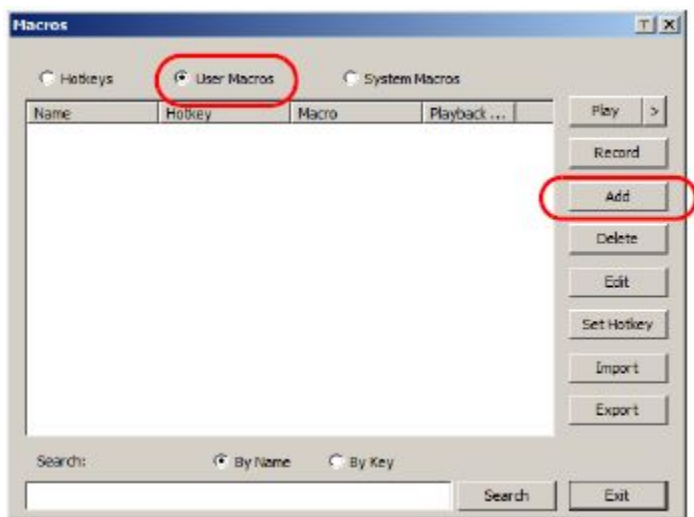 Macros
T X
Hotkeys User Macros System Macros
Name Hotkey Macro Playback ...
Play >
Record
Add
Delete
Edit
Set Hotkey
Import
Export
Search: By Name By Key
Search Exit